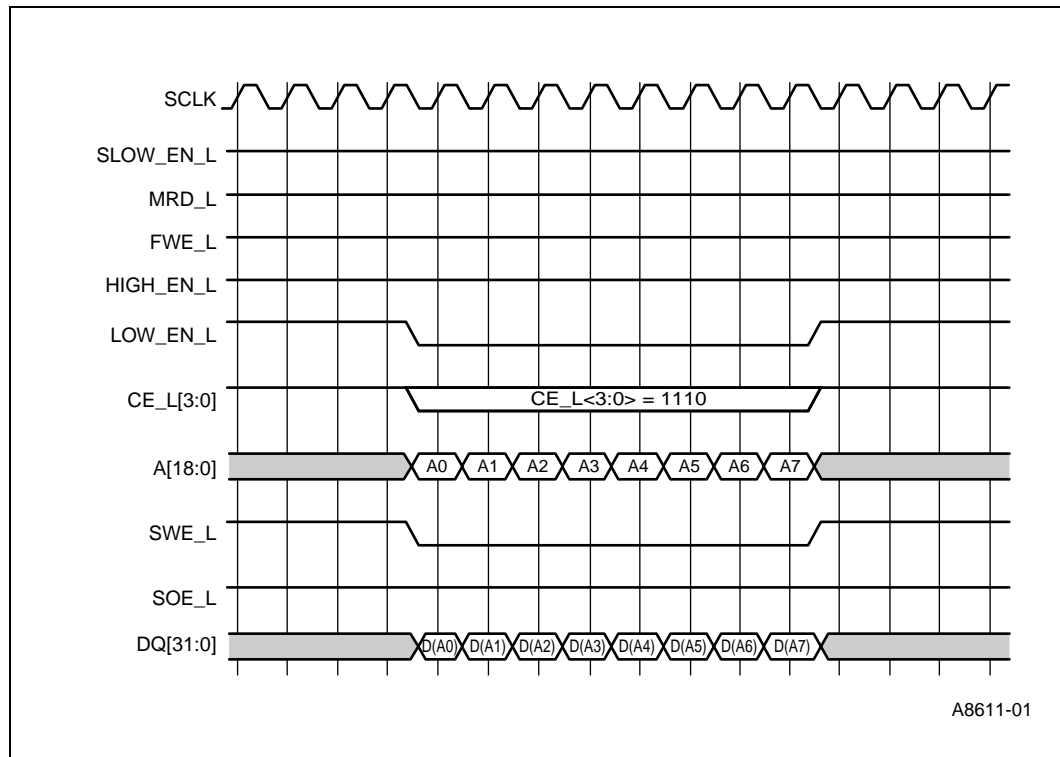 SCLK
SLOW_EN_L
MRD_L
FWE_L
HIGH_EN_L
LOW_EN_L
CE_L[3:0] CE_L<3:0> = 1110
A[18:0] A0 A1 A2 A3 A4 A5 A6 A7
SWE_L
SOE_L
DQ[31:0] D(A0) D(A1) D(A2) D(A3) D(A4) D(A5) D(A6) D(A7)
A8611-01